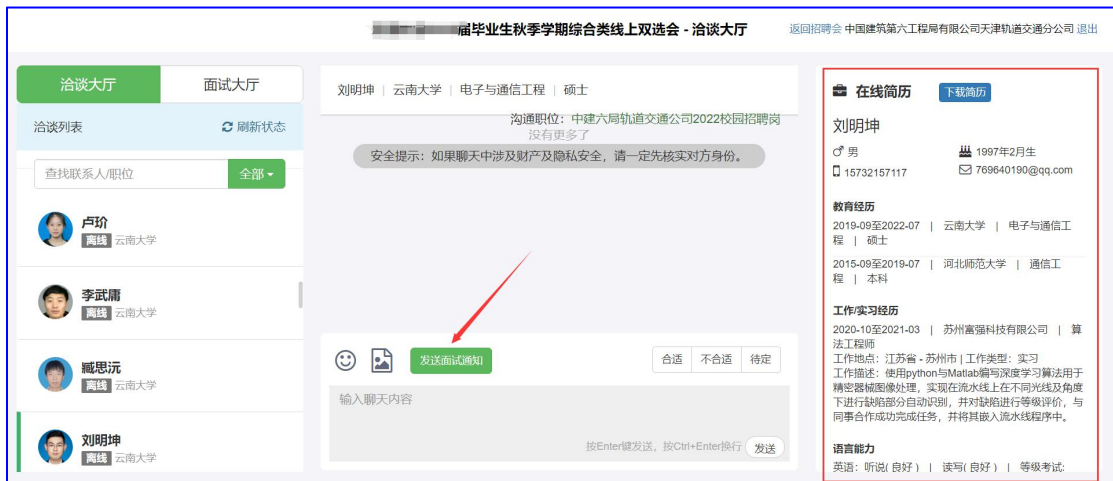 届毕业生秋季学期综合类线上双选会 - 洽谈大厅
返回招聘会 中国建筑第六工程局有限公司天津轨道交通分公司 退出
洽谈大厅
面试大厅
洽谈列表
刷新状态
查找联系人/职位
全部
卢玠
离线 云南大学
李武庸
离线 云南大学
臧思沅
离线 云南大学
刘明坤
离线 云南大学
刘明坤 | 云南大学 | 电子与通信工程 | 硕士
沟通职位：中建六局轨道交通公司2022校园招聘岗
没有更多了
安全提示：如果聊天中涉及财产及隐私安全，请一定先核实对方身份。
发送面试通知
合适 不合适 待定
输入聊天内容
按Enter键发送，按Ctrl+Enter换行
发送
在线简历
下载简历
刘明坤
男
1997年2月生
15732157117
769640190@qq.com
教育经历
2019-09至2022-07 | 云南大学 | 电子与通信工
程 | 硕士
2015-09至2019-07 | 河北师范大学 | 通信工
程 | 本科
工作/实习经历
2020-10至2021-03 | 苏州富强科技有限公司 | 算
法工程师
工作地点：江苏省 - 苏州市 | 工作类型：实习
工作描述：使用python与Matlab编写深度学习算法用于
精密器械图像处理，实现在流水线上在不同光线及角度
下进行缺陷部分自动识别，并对缺陷进行等级评价，与
同事合作成功完成任务，并将其嵌入流水线程序中。
语言能力
英语：听说( 良好 ) | 读写( 良好 ) | 等级考试: